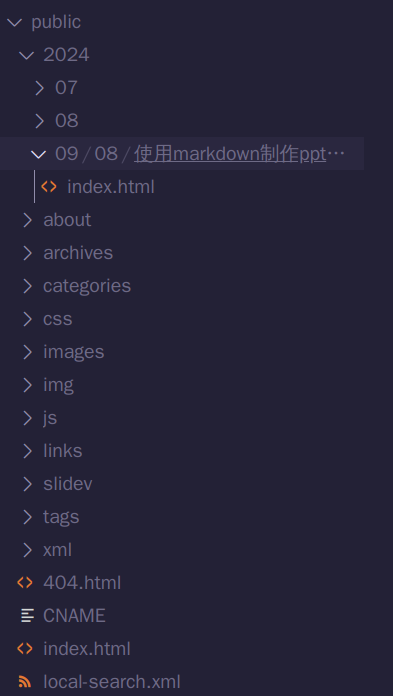 public
2024
07
08
09 / 08 / 使用markdown制作ppt…
index.html
about
archives
categories
css
images
img
js
links
slidev
tags
xml
404.html
CNAME
index.html
local-search.xml